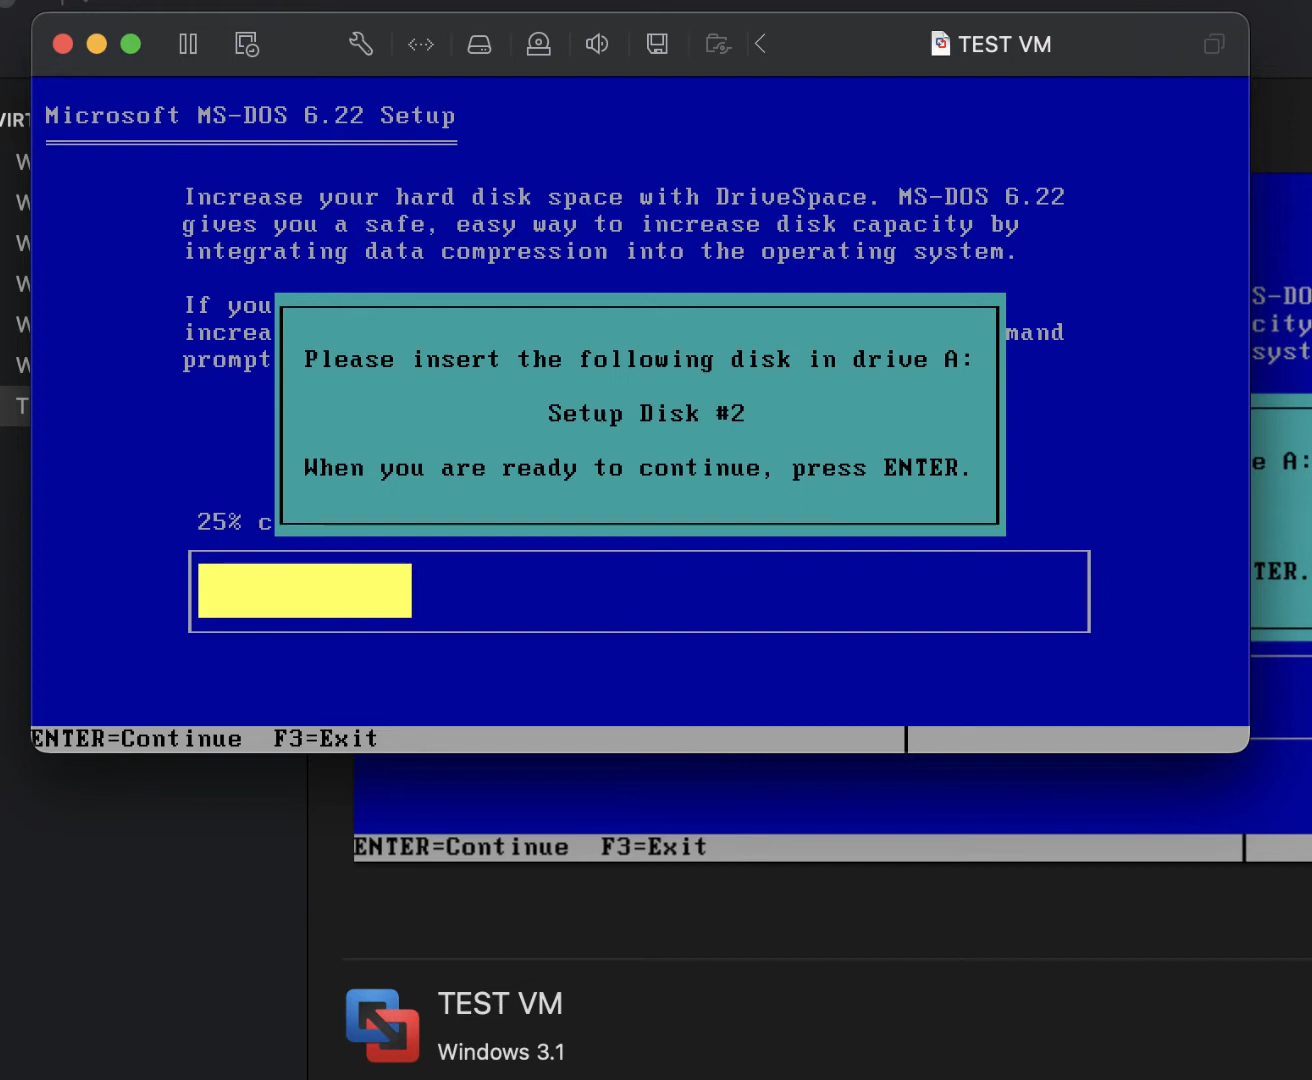 TEST VM
VIRT
Microsoft MS-DOS 6.22 Setup
W
W
W
W
W
W
T
Increase your hard disk space with DriveSpace. MS-DOS 6.22
gives you a safe, easy way to increase disk capacity by
integrating data compression into the operating system.
If you
increa mand
prompt
Please insert the following disk in drive A:
Setup Disk #2
When you are ready to continue, press ENTER.
25% c
ENTER=Continue F3=Exit
S-DO
city
syst
e A:
TER.
ENTER=Continue F3=Exit
TEST VM
Windows 3.1